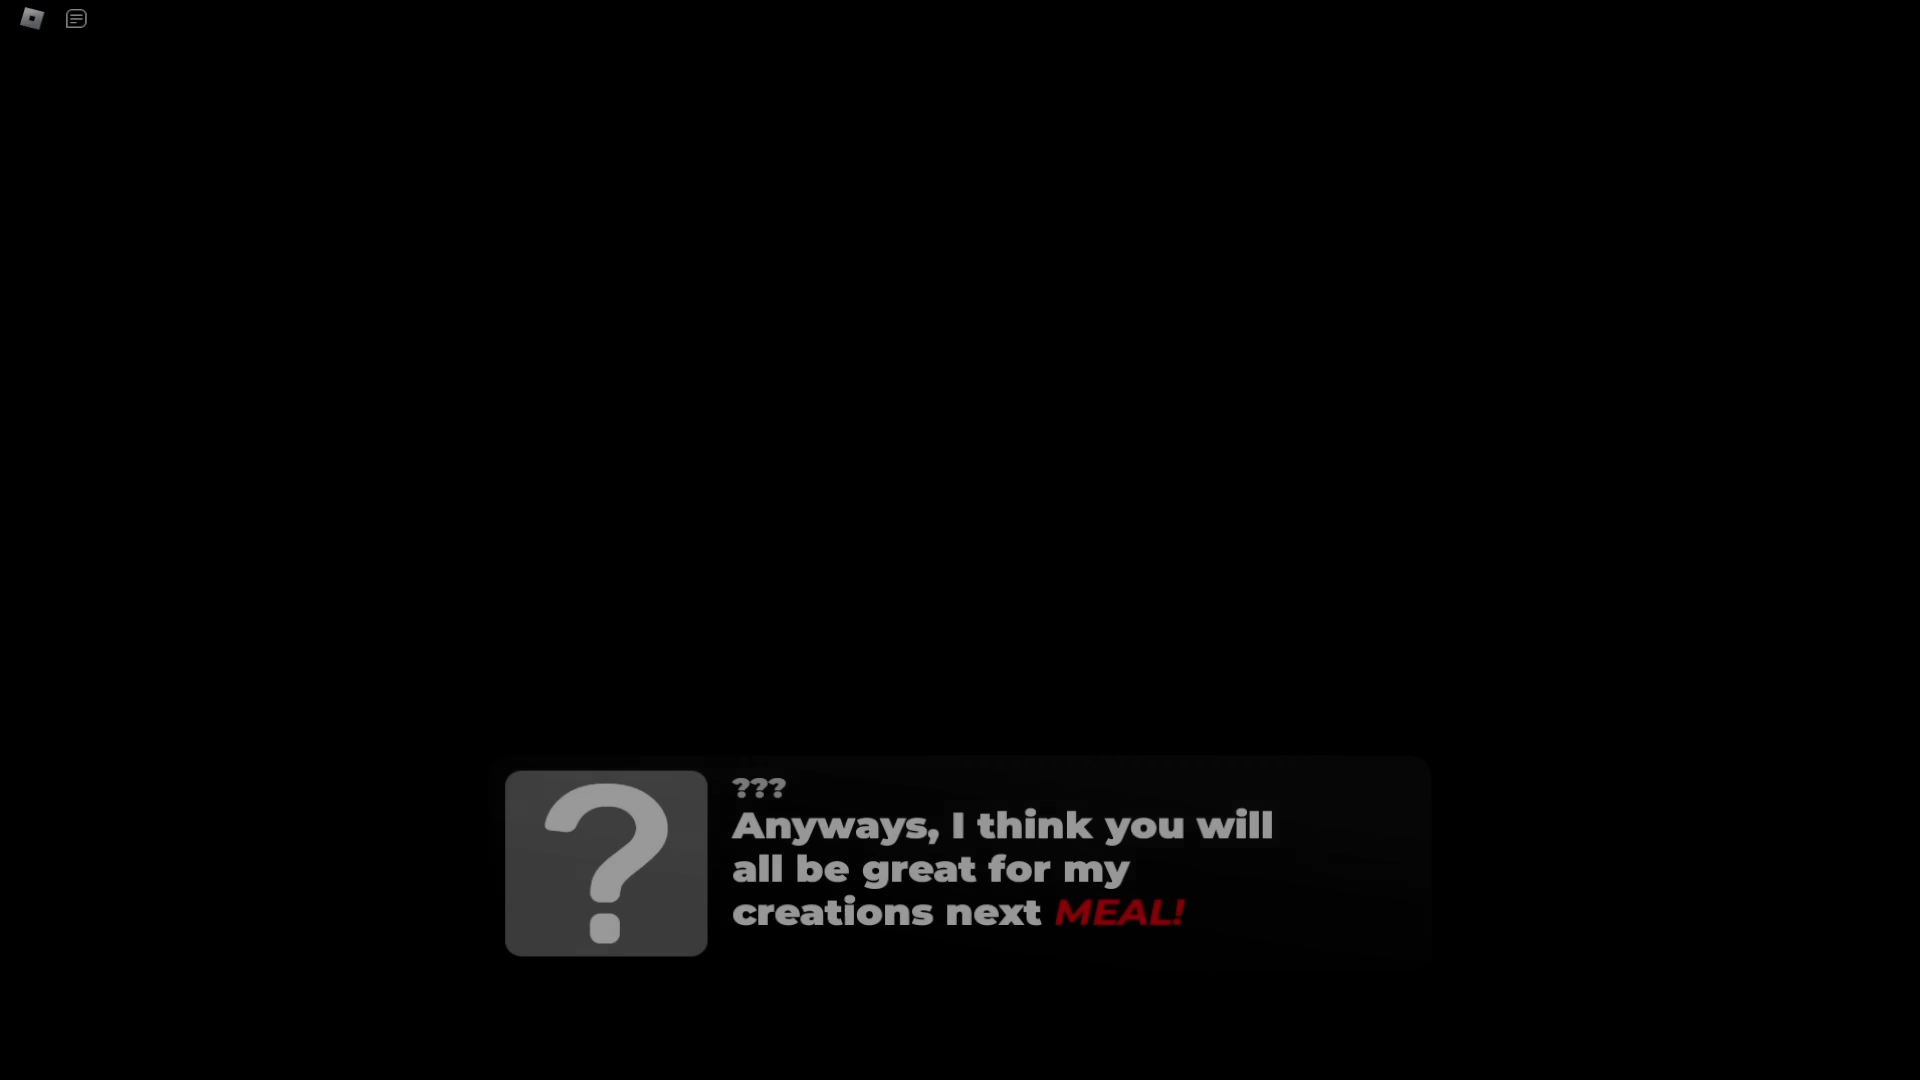 ?
???
Anyways, I think you will
all be great for my
creations next MEAL!